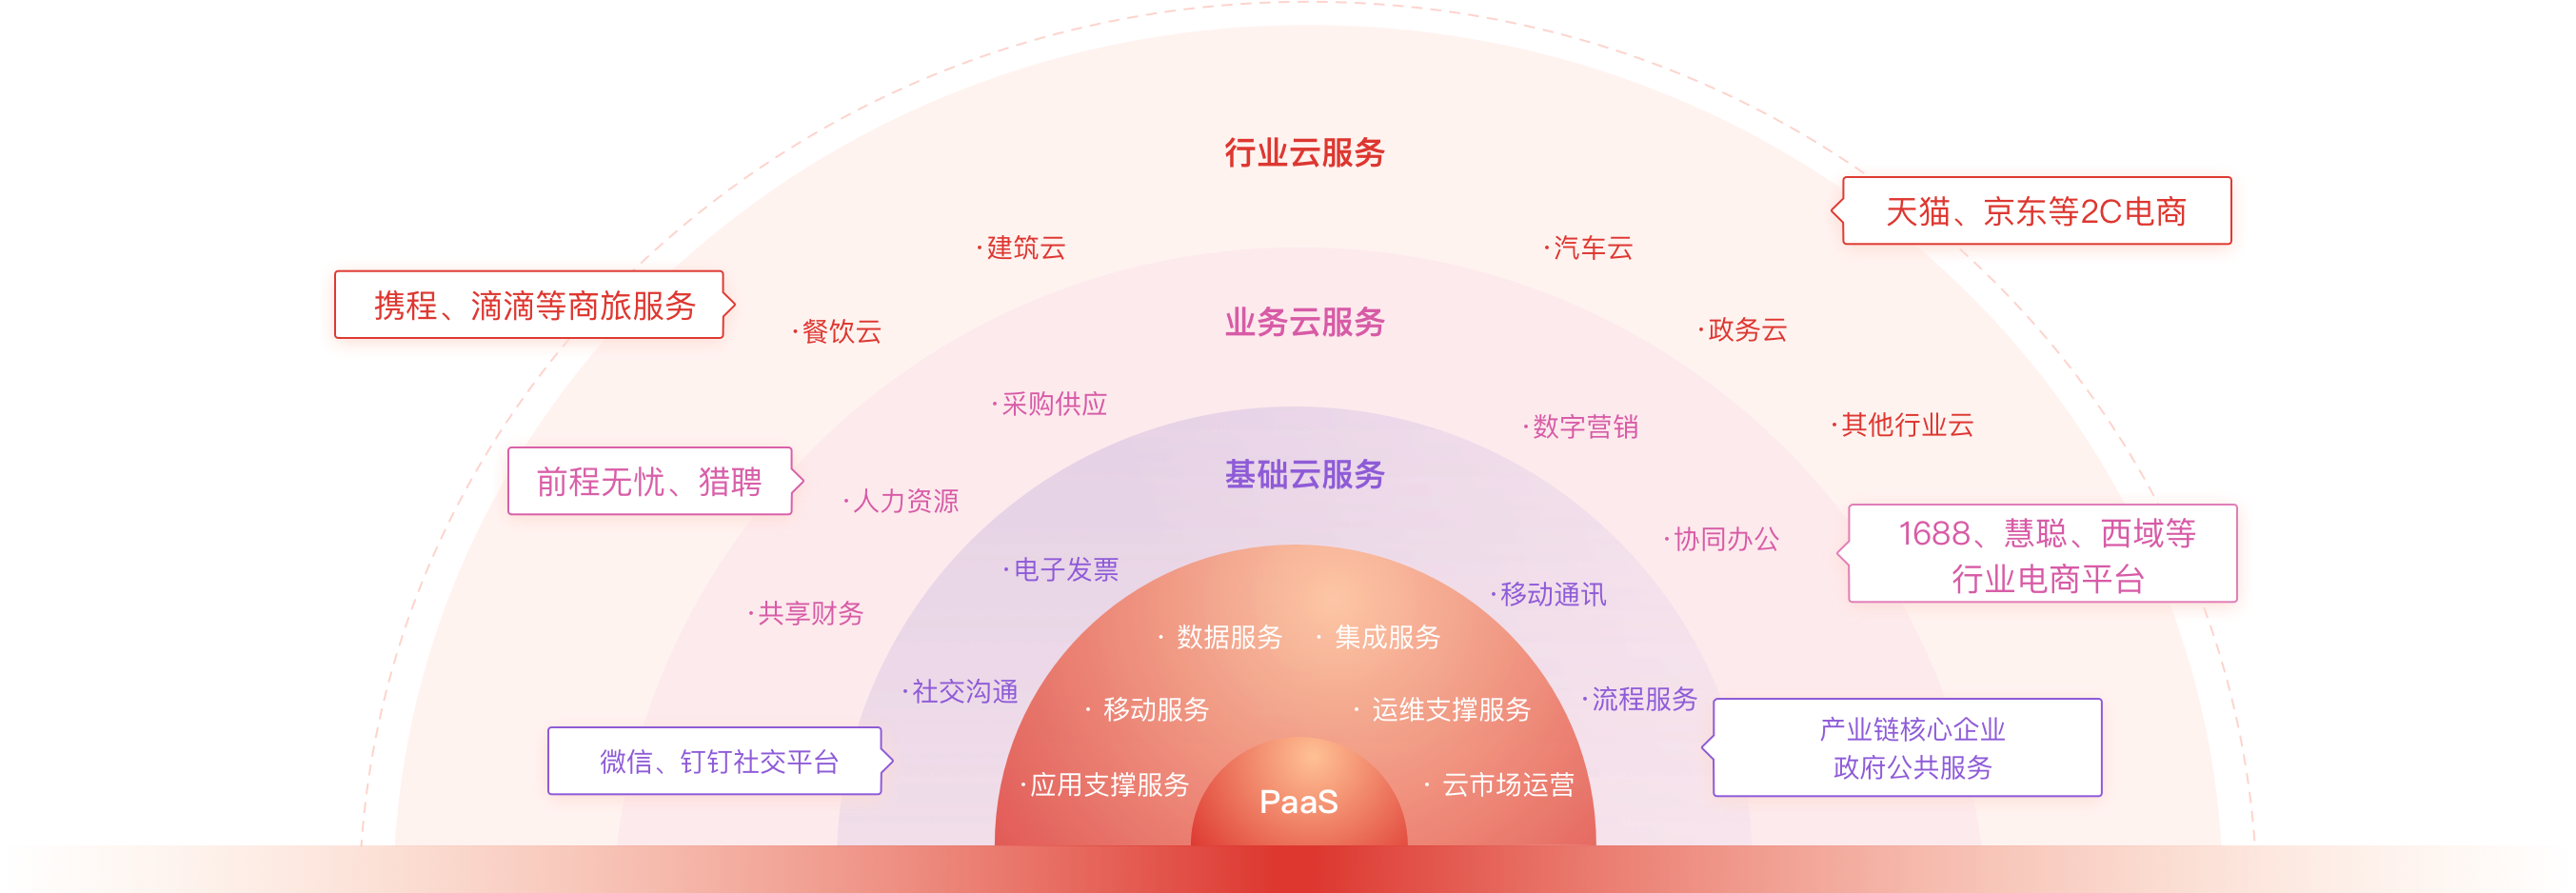 行业云服务
天猫、京东等2C电商
·建筑云
·汽车云
携程、滴滴等商旅服务
·餐饮云
业务云服务
·政务云
·采购供应
·数字营销
·其他行业云
前程无忧、猎聘
·人力资源
基础云服务
·协同办公
1688、慧聪、西域等
行业电商平台
·电子发票
·移动通讯
·共享财务
· 数据服务
· 集成服务
·社交沟通
·流程服务
· 移动服务
· 运维支撑服务
微信、钉钉社交平台
产业链核心企业
政府公共服务
·应用支撑服务
· 云市场运营
PaaS